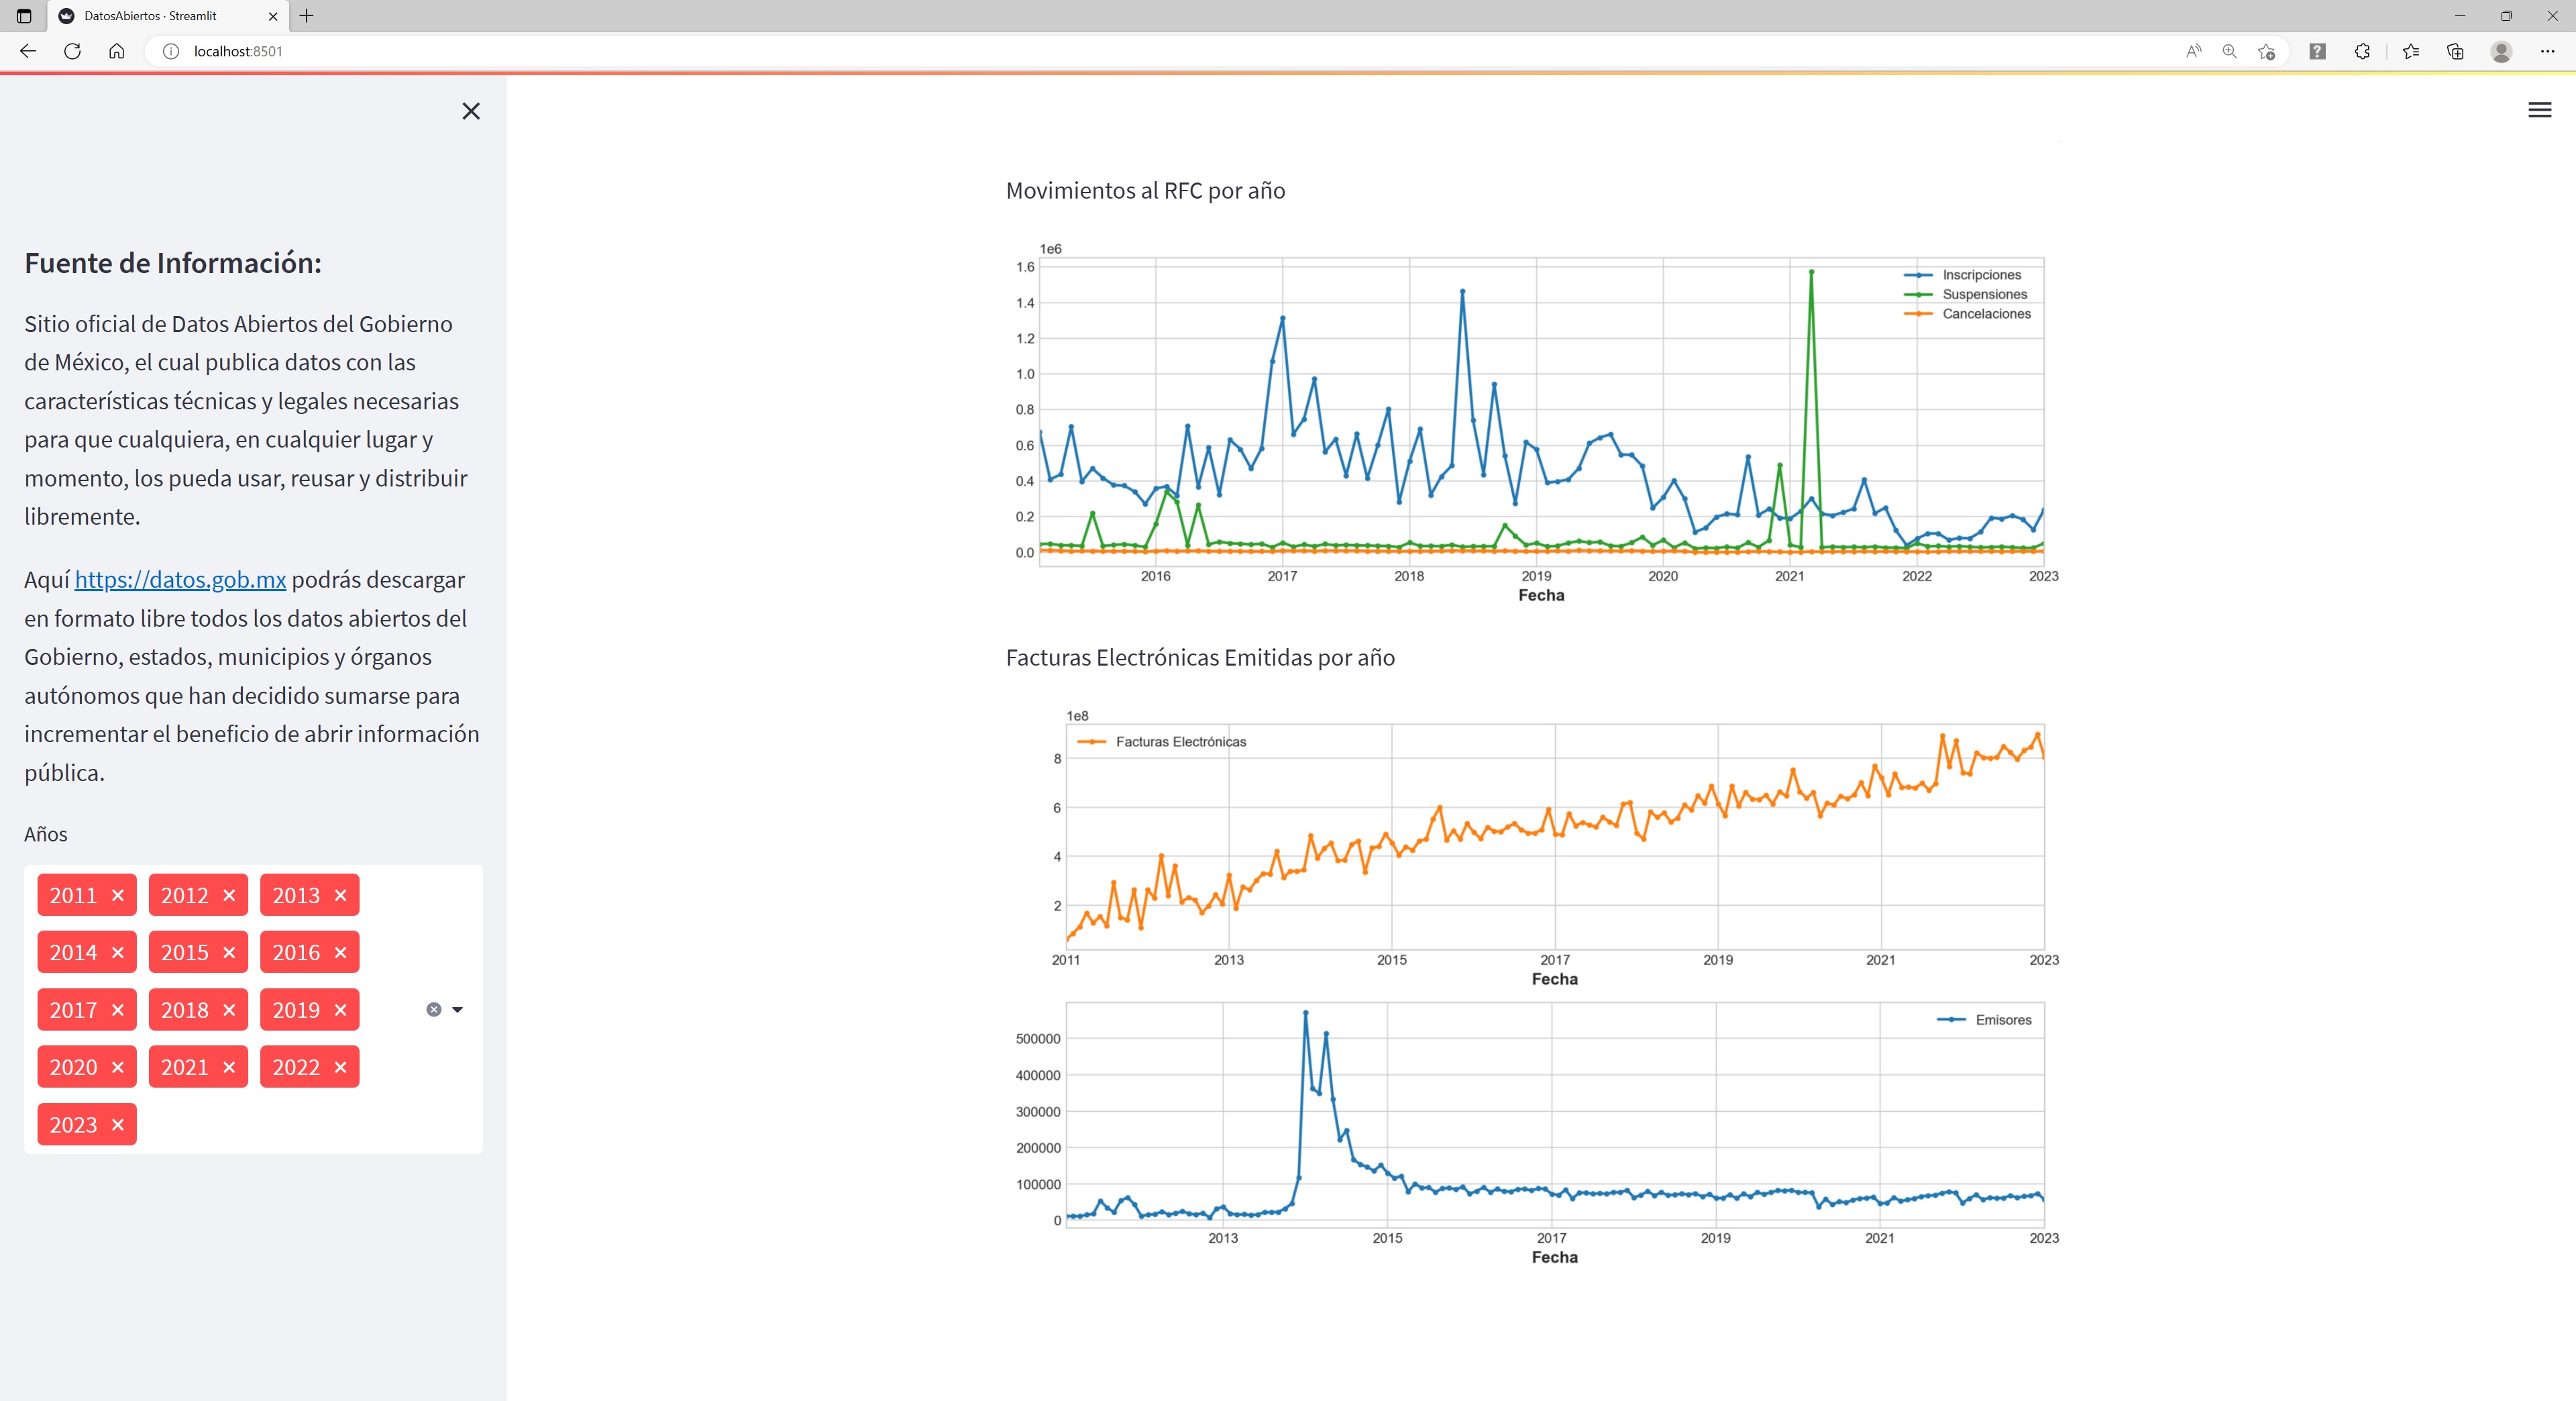 DatosAbiertos · Streamlit
localhost:8501
Fuente de Información:
Sitio oficial de Datos Abiertos del Gobierno
de México, el cual publica datos con las
características técnicas y legales necesarias
para que cualquiera, en cualquier lugar y
momento, los pueda usar, reusar y distribuir
libremente.
Aquí https://datos.gob.mx podrás descargar
en formato libre todos los datos abiertos del
Gobierno, estados, municipios y órganos
autónomos que han decidido sumarse para
incrementar el beneficio de abrir información
pública.
Años
2011 2012 2013
2014 2015 2016
2017 2018 2019
2020 2021 2022
2023
Movimientos al RFC por año
1e6
1.6
1.4
1.2
1.0
0.8
0.6
0.4
0.2
0.0
Inscripciones
Suspensiones
Cancelaciones
2016 2017 2018 2019 2020 2021 2022 2023
Fecha
Facturas Electrónicas Emitidas por año
1e8
Facturas Electrónicas
8
6
4
2
2011 2013 2015 2017 2019 2021 2023
Fecha
Emisores
500000
400000
300000
200000
100000
0
2013 2015 2017 2019 2021 2023
Fecha